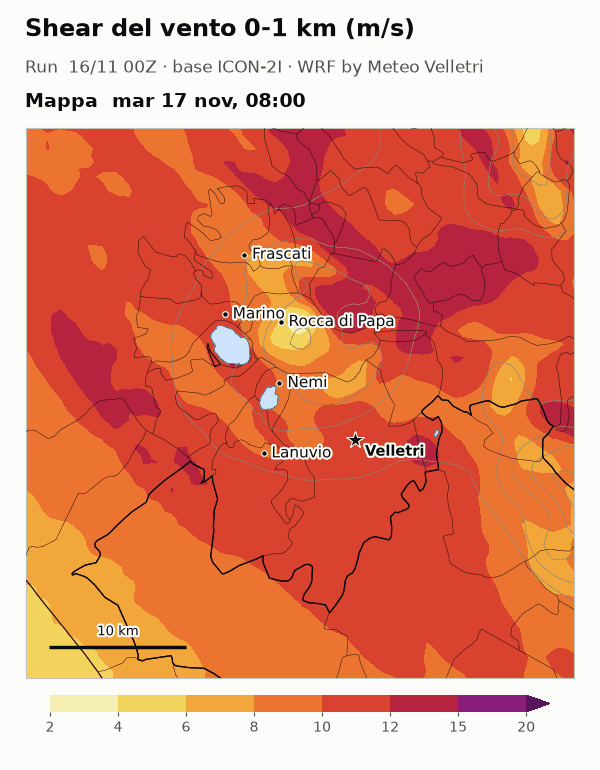 Shear del vento 0-1 km (m/s)
Run  16/11 00Z · base ICON-2I · WRF by Meteo Velletri
Mappa  mar 17 nov, 08:00
Frascati
Marino
Rocca di Papa
Nemi
Velletri
Lanuvio
10 km
2 4 6 8 10 12 15 20